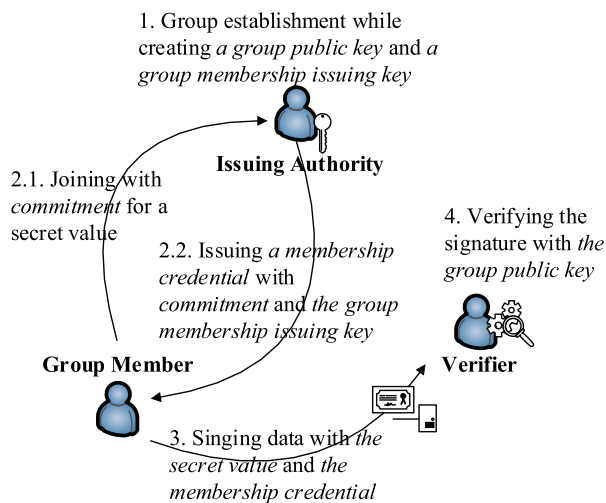 1. Group establishment while
creating a group public key and a
group membership issuing key
Issuing Authority
2.1. Joining with
commitment for a
secret value
2.2. Issuing a membership
credential with
commitment and the group
membership issuing key
4. Verifying the
signature with the
group public key
Group Member
Verifier
3. Singing data with the
secret value and the
membership credential